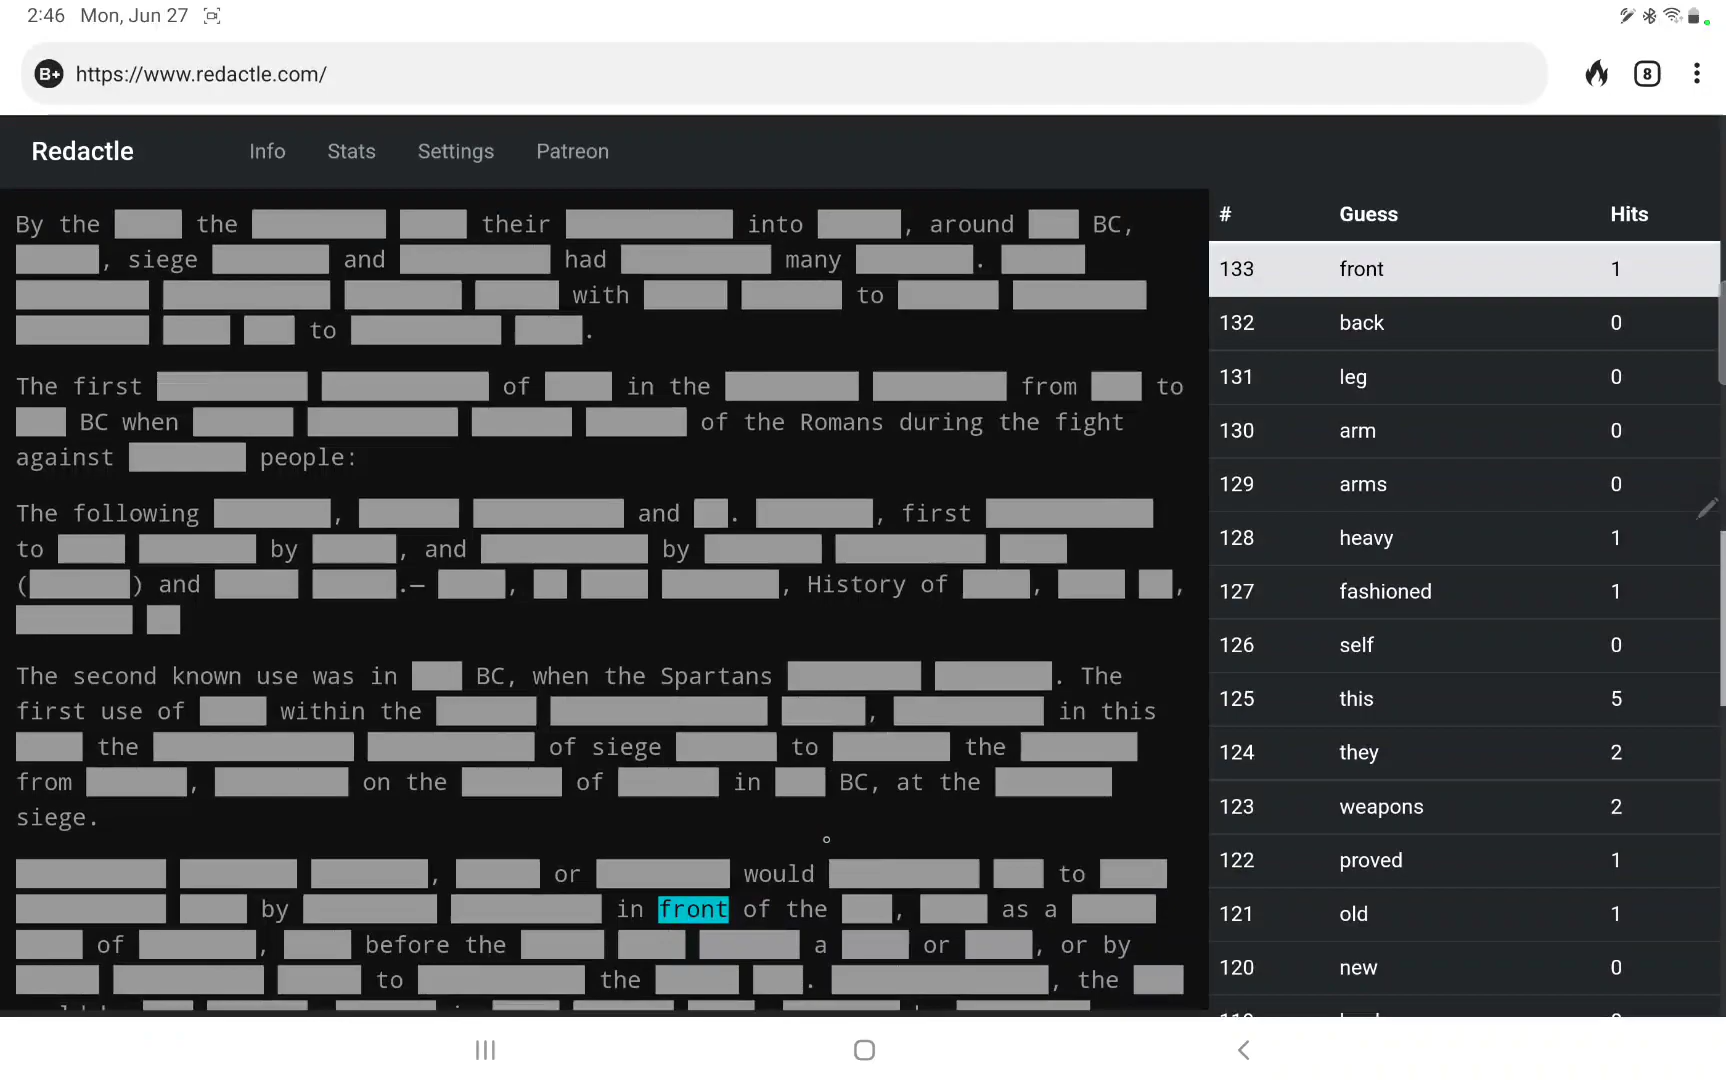 2:46 Mon, Jun 27
B+ https://www.redactle.com/ 8
Redactle Info Stats Settings Patreon
# Guess Hits
By the the their into , around BC,
, siege and had many .
with to
to .
The first of in the from to
BC when of the Romans during the fight
against people:
The following , and . , first
to by , and by
( ) and .— , , History of , ,
The second known use was in BC, when the Spartans . The
first use of within the , in this
the of siege to the
from , on the of in BC, at the
siege.
, or would to
by in front of the , as a
of , before the a or , or by
to the . , the
133 front 1
132 back 0
131 leg 0
130 arm 0
129 arms 0
128 heavy 1
127 fashioned 1
126 self 0
125 this 5
124 they 2
123 weapons 2
122 proved 1
121 old 1
120 new 0